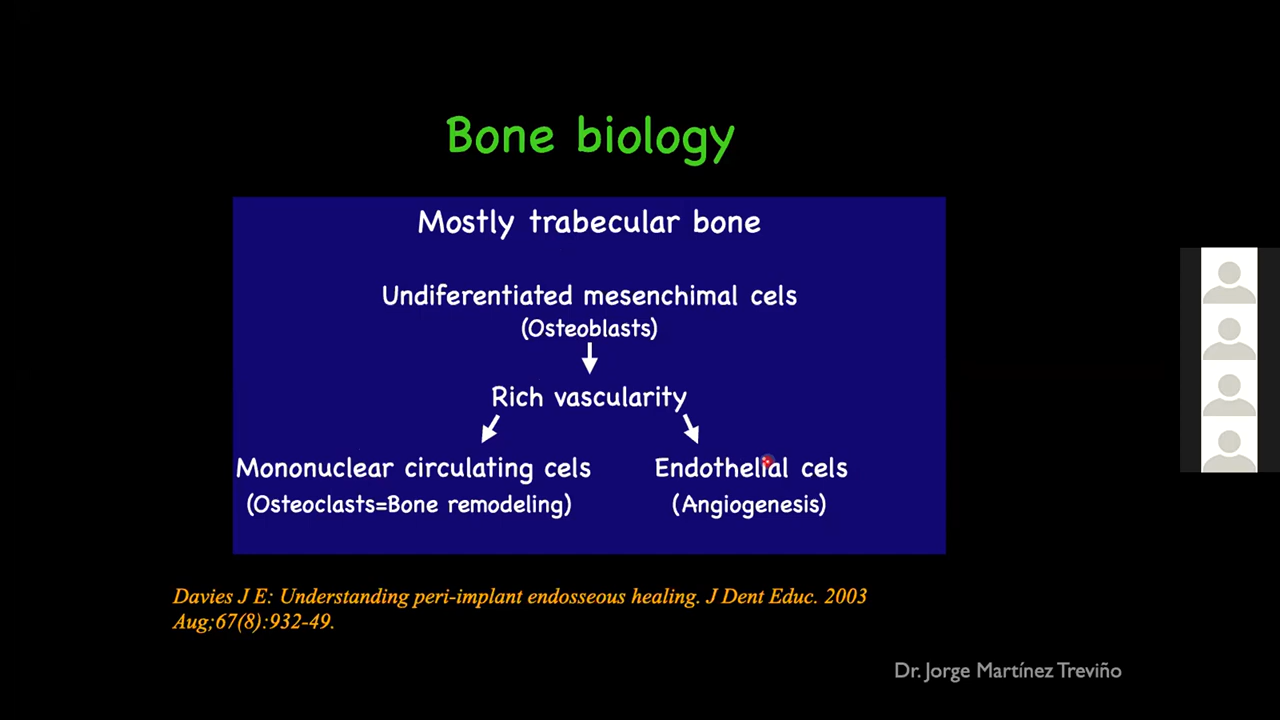 Bone biology
Mostly trabecular bone
Undiferentiated mesenchimal cels
(Osteoblasts)
Rich vascularity
Mononuclear circulating cels
(Osteoclasts=Bone remodeling)
Endothelial cels
(Angiogenesis)
Davies J E: Understanding peri-implant endosseous healing. J Dent Educ. 2003
Aug;67(8):932-49.
Dr. Jorge Martínez Treviño